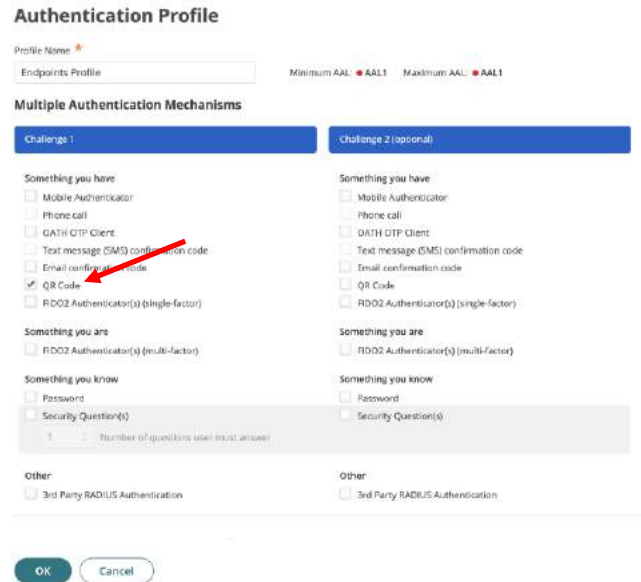 Authentication Profile
Profile Name *
Endpoints Profile
Minimum AAL: AAL1 Maximum AAL: AAL1
Multiple Authentication Mechanisms
Challenge 1
Something you have
Mobile Authenticator
Phone call
OATH OTP Client
Text message (SMS) confirmation code
Email confirmation code
QR Code
FIDO2 Authenticator(s) (single-factor)
Something you are
FIDO2 Authenticator(s) (multi-factor)
Something you know
Password
Security Question(s)
1 Number of questions user must answer
Other
3rd Party RADIUS Authentication
Challenge 2 (optional)
Something you have
Mobile Authenticator
Phone call
OATH OTP Client
Text message (SMS) confirmation code
Email confirmation code
QR Code
FIDO2 Authenticator(s) (single-factor)
Something you are
FIDO2 Authenticator(s) (multi-factor)
Something you know
Password
Security Question(s)
Other
3rd Party RADIUS Authentication
OK Cancel